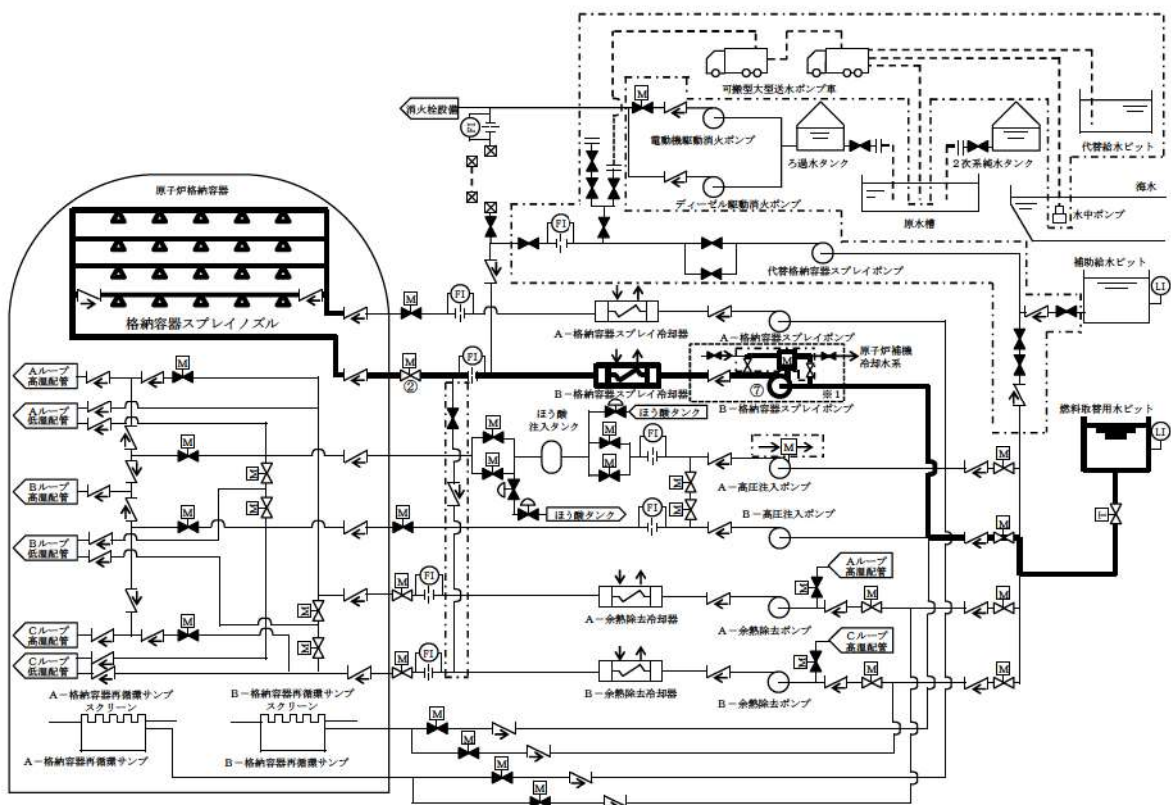 可搬型大型送水ポンプ車
消火栓設備
M
FI
電動機駆動消火ポンプ
ろ過水タンク
2次系純水タンク
代替給水ピット
ディーゼル駆動消火ポンプ
原水槽
海水
水中ポンプ
原子炉格納容器
FI
代替格納容器スプレイポンプ
補助給水ピット
LI
格納容器スプレイノズル
M
FI
A-格納容器スプレイ冷却器
A-格納容器スプレイポンプ
原子炉補機
冷却水系
M
Aループ
高温配管
M
M
②
FI
B-格納容器スプレイ冷却器
⑦
※1
B-格納容器スプレイポンプ
Aループ
低温配管
ほう酸
注入タンク
ほう酸タンク
燃料取替用水ピット
LI
M
M
M
M
FI
M
A-高圧注入ポンプ
M
M
M
M
M
M
Bループ
高温配管
ほう酸タンク
M
M
FI
M
B-高圧注入ポンプ
M
T
Bループ
低温配管
Aループ
高温配管
M
M
FI
A-余熱除去冷却器
M
M
M
A-余熱除去ポンプ
Cループ
高温配管
M
M
Cループ
高温配管
Cループ
低温配管
M
FI
B-余熱除去冷却器
M
M
M
B-余熱除去ポンプ
A-格納容器再循環サンプ
スクリーン
B-格納容器再循環サンプ
スクリーン
M
M
A-格納容器再循環サンプ
B-格納容器再循環サンプ
M
M